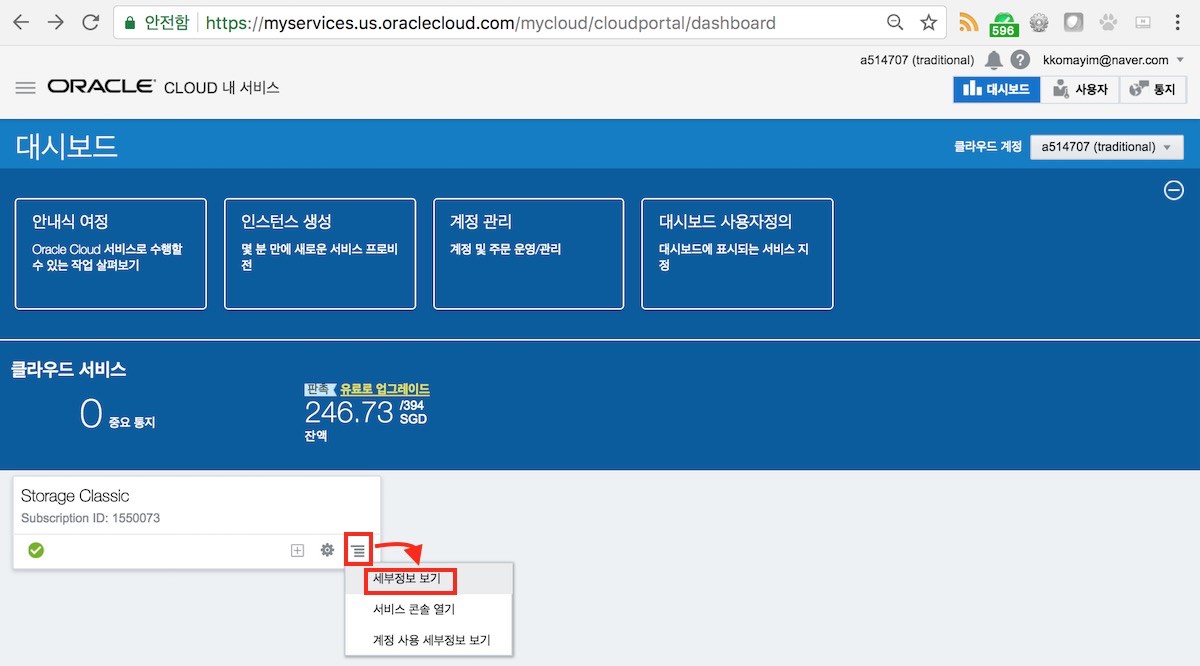 안전함 https://myservices.us.oraclecloud.com/mycloud/cloudportal/dashboard
596
a514707 (traditional) ? kkomayim@naver.com
ORACLE CLOUD 내 서비스
대시보드 사용자 통지
대시보드
클라우드 계정 a514707 (traditional)
안내식 여정
Oracle Cloud 서비스로 수행할
수 있는 작업 살펴보기
인스턴스 생성
몇 분 만에 새로운 서비스 프로비
전
계정 관리
계정 및 주문 운영/관리
대시보드 사용자정의
대시보드에 표시되는 서비스 지
정
클라우드 서비스
0 중요 통지
판촉 유료로 업그레이드
246.73 /394 SGD
잔액
Storage Classic
Subscription ID: 1550073
세부정보 보기
서비스 콘솔 열기
계정 사용 세부정보 보기